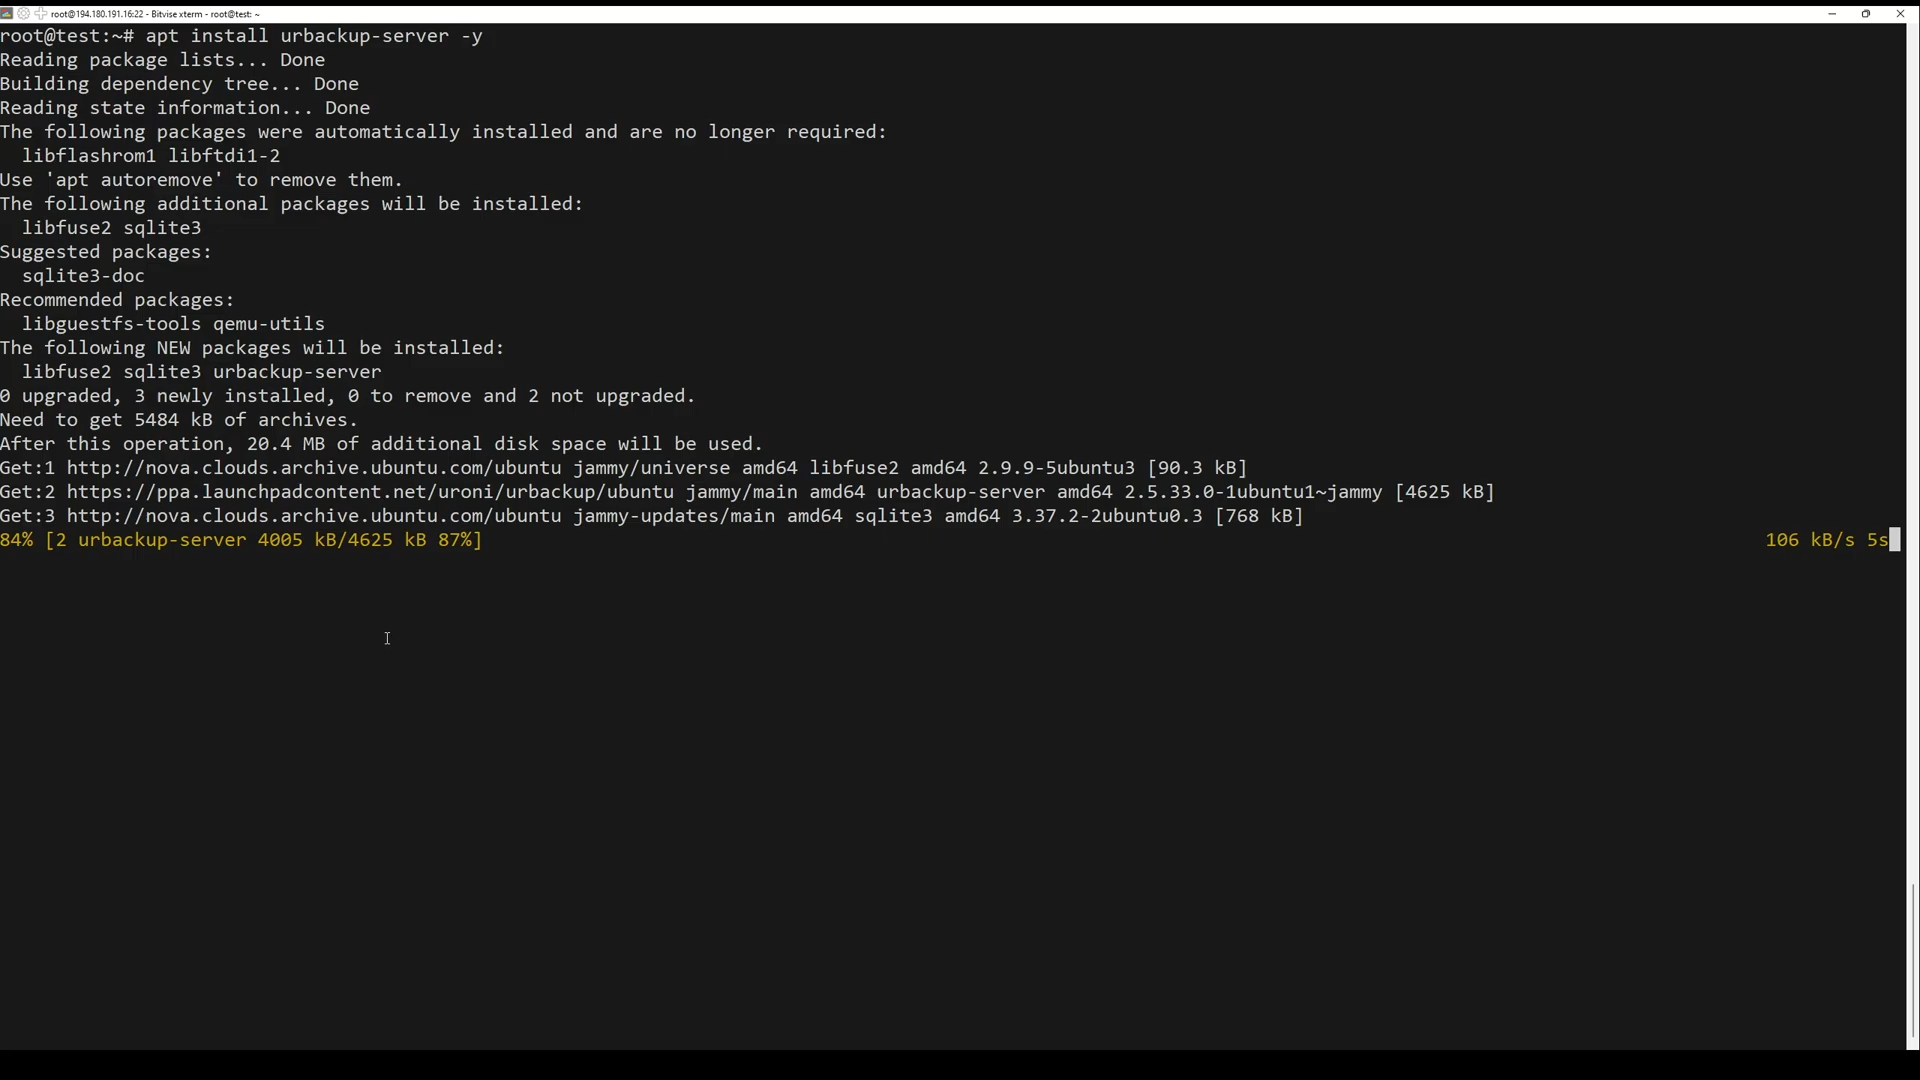 root@194.180.191.16:22 - Bitvise xterm - root@test: ~
root@test:~# apt install urbackup-server -y
Reading package lists... Done
Building dependency tree... Done
Reading state information... Done
The following packages were automatically installed and are no longer required:
  libflashrom1 libftdi1-2
Use 'apt autoremove' to remove them.
The following additional packages will be installed:
  libfuse2 sqlite3
Suggested packages:
  sqlite3-doc
Recommended packages:
  libguestfs-tools qemu-utils
The following NEW packages will be installed:
  libfuse2 sqlite3 urbackup-server
0 upgraded, 3 newly installed, 0 to remove and 2 not upgraded.
Need to get 5484 kB of archives.
After this operation, 20.4 MB of additional disk space will be used.
Get:1 http://nova.clouds.archive.ubuntu.com/ubuntu jammy/universe amd64 libfuse2 amd64 2.9.9-5ubuntu3 [90.3 kB]
Get:2 https://ppa.launchpadcontent.net/uroni/urbackup/ubuntu jammy/main amd64 urbackup-server amd64 2.5.33.0-1ubuntu1~jammy [4625 kB]
Get:3 http://nova.clouds.archive.ubuntu.com/ubuntu jammy-updates/main amd64 sqlite3 amd64 3.37.2-2ubuntu0.3 [768 kB]
84% [2 urbackup-server 4005 kB/4625 kB 87%] 106 kB/s 5s